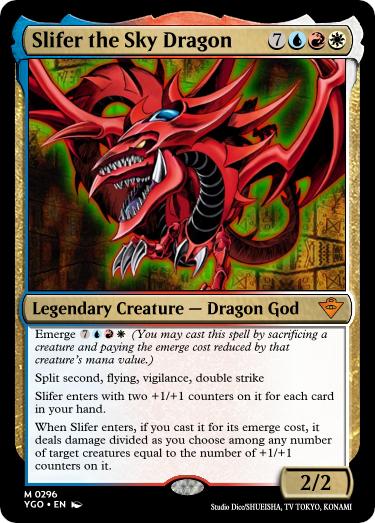 Slifer the Sky Dragon 7
Legendary Creature — Dragon God
Emerge 7 (You may cast this spell by sacrificing a
creature and paying the emerge cost reduced by that
creature's mana value.)
Split second, flying, vigilance, double strike
Slifer enters with two +1/+1 counters on it for each card
in your hand.
When Slifer enters, if you cast it for its emerge cost, it
deals damage divided as you choose among any number
of target creatures equal to the number of +1/+1
counters on it.
2/2
M 0296
YGO • EN
Studio Dice/SHUEISHA, TV TOKYO, KONAMI